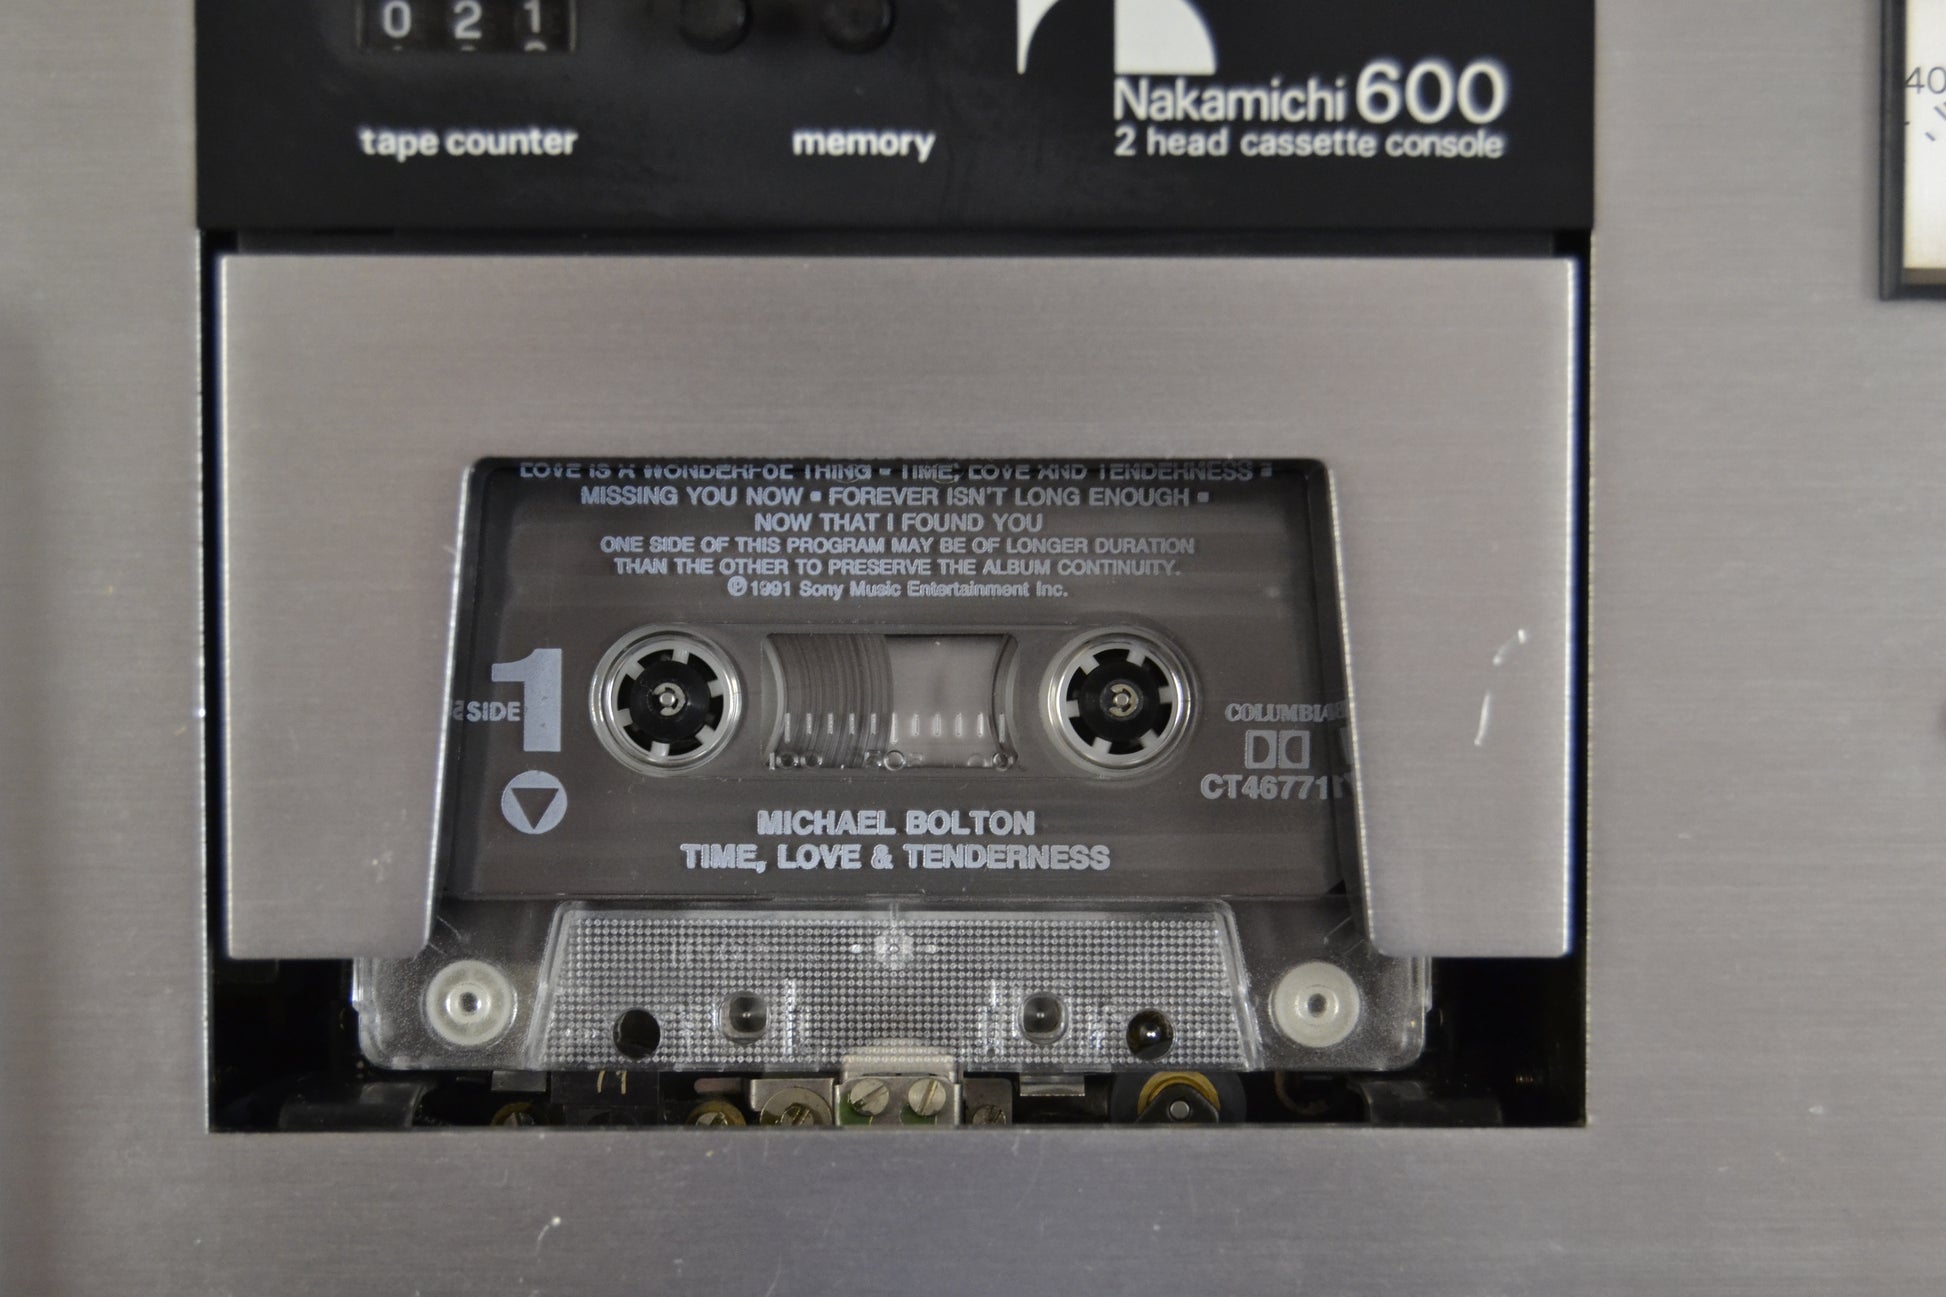 0 2 1
tape counter
memory
Nakamichi 600
2 head cassette console
40
LOVE IS A WONDERFUL THING ▪ TIME, LOVE AND TENDERNESS ▪
MISSING YOU NOW ▪ FOREVER ISN'T LONG ENOUGH ▪
NOW THAT I FOUND YOU
ONE SIDE OF THIS PROGRAM MAY BE OF LONGER DURATION
THAN THE OTHER TO PRESERVE THE ALBUM CONTINUITY.
℗ 1991 Sony Music Entertainment Inc.
SIDE 1
COLUMBIA
CT46771
MICHAEL BOLTON
TIME, LOVE & TENDERNESS